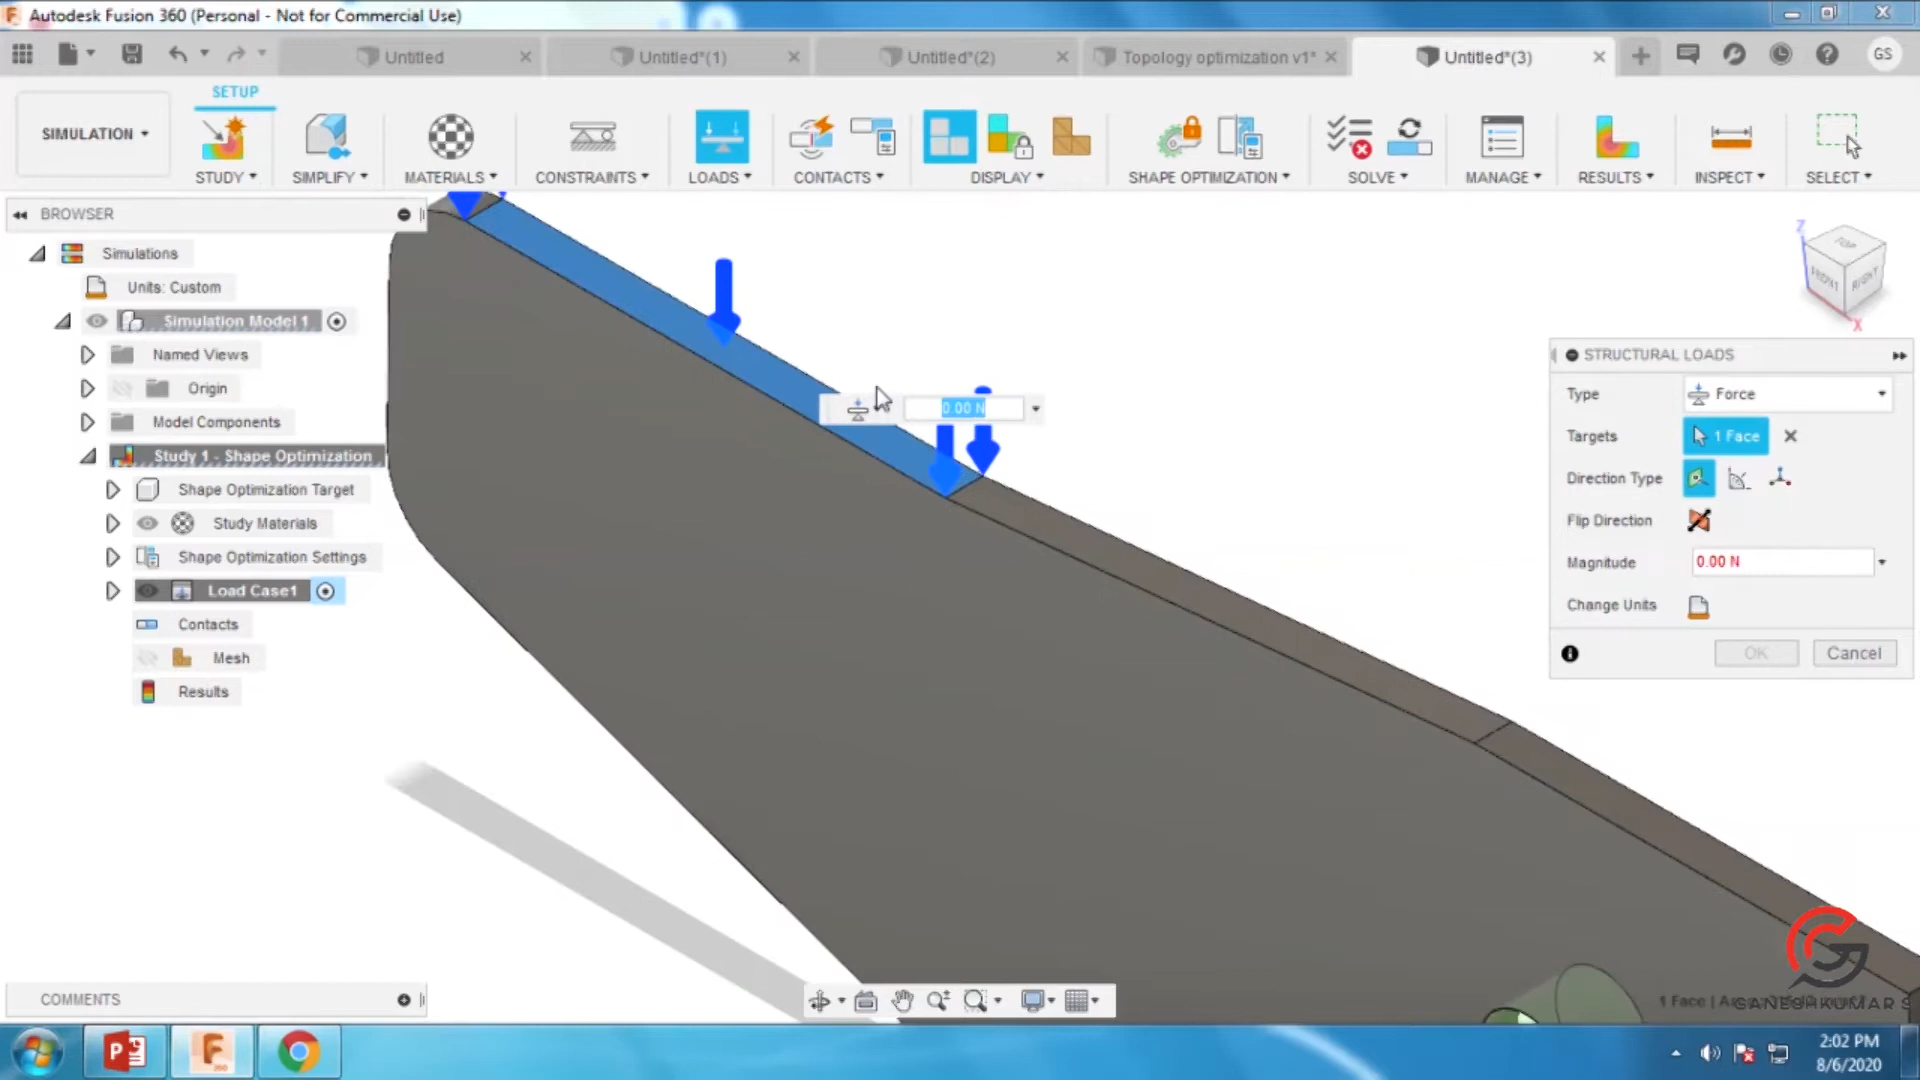 Autodesk Fusion 360 (Personal - Not for Commercial Use)
Untitled
Untitled*(1)
Untitled*(2)
Topology optimization v1*
Untitled*(3)
GS
SETUP
SIMULATION
STUDY
SIMPLIFY
MATERIALS
CONSTRAINTS
LOADS
CONTACTS
DISPLAY
SHAPE OPTIMIZATION
SOLVE
MANAGE
RESULTS
INSPECT
SELECT
BROWSER
Simulations
Units: Custom
Simulation Model 1
Named Views
Origin
Model Components
Study 1 - Shape Optimization
Shape Optimization Target
Study Materials
Shape Optimization Settings
Load Case1
Contacts
Mesh
Results
0.00 N
Z
TOP
FRONT
RIGHT
X
STRUCTURAL LOADS
Type
Force
Targets
1 Face
Direction Type
Flip Direction
Magnitude
0.00 N
Change Units
OK
Cancel
1 Face |
GANESHKUMAR S
COMMENTS
2:02 PM
8/6/2020